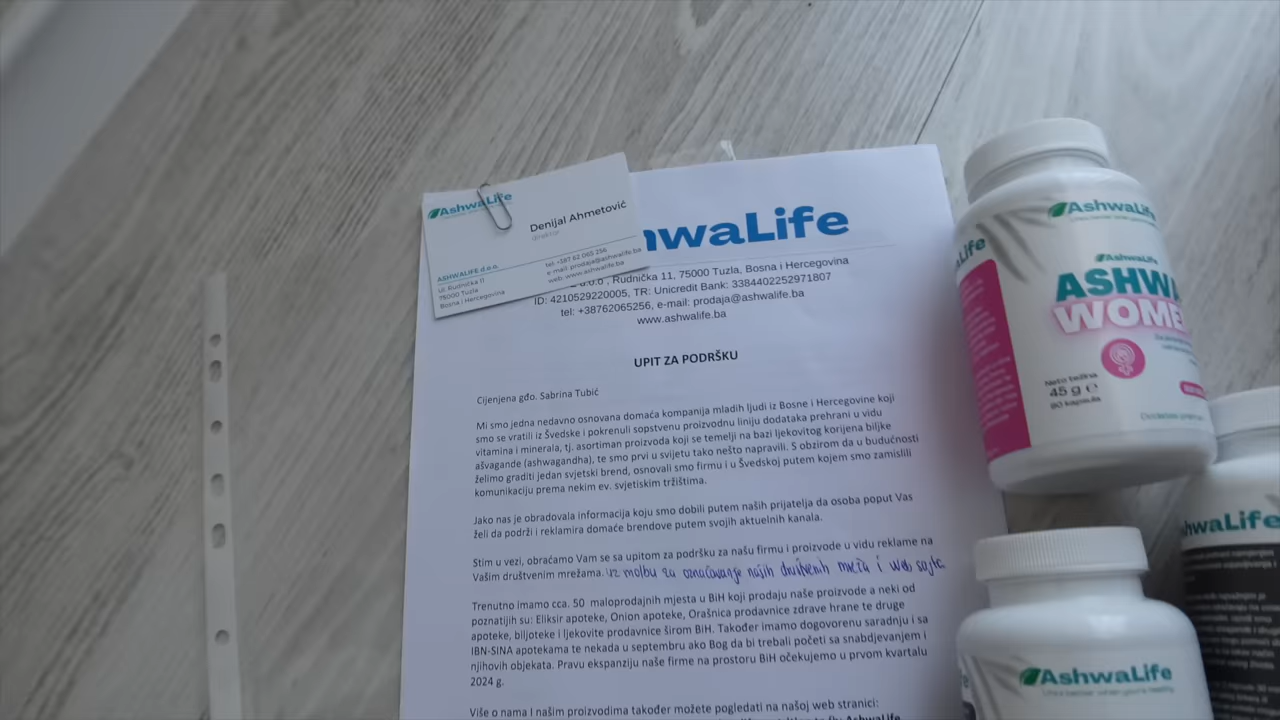 AshwaLife
Denijal Ahmetović
direktor
ASHWALIFE d.o.o.
Ul. Rudnička 11
75000 Tuzla
Bosna i Hercegovina
tel: +387 62 065 256
e-mail: prodaja@ashwalife.ba
web: www.ashwalife.ba
hwaLife
Rudnička 11, 75000 Tuzla, Bosna i Hercegovina
ID: 4210529220005, TR: Unicredit Bank: 3384402252971807
tel: +38762065256, e-mail: prodaja@ashwalife.ba
www.ashwalife.ba
UPIT ZA PODRŠKU
Cijenjena gđo. Sabrina Tubić
Mi smo jedna nedavno osnovana domaća kompanija mladih ljudi iz Bosne i Hercegovine koji
smo se vratili iz Švedske i pokrenuli sopstvenu proizvodnu liniju dodataka prehrani u vidu
vitamina i minerala, tj. asortiman proizvoda koji se temelji na bazi ljekovitog korijena biljke
ašvagande (ashwagandha), te smo prvi u svijetu tako nešto napravili. S obzirom da u budućnosti
želimo graditi jedan svjetski brend, osnovali smo firmu i u Švedskoj putem kojem smo zamislili
komunikaciju prema nekim ev. svjetiskim tržištima.
Jako nas je obradovala informacija koju smo dobili putem naših prijatelja da osoba poput Vas
želi da podrži i reklamira domaće brendove putem svojih aktuelnih kanala.
Stim u vezi, obraćamo Vam se sa upitom za podršku za našu firmu i proizvode u vidu reklame na
Vašim društvenim mrežama. uz molbu za označavanje naših društvenih mreža i web sajta.
Trenutno imamo cca. 50 maloprodajnih mjesta u BiH koji prodaju naše proizvode a neki od
poznatijih su: Eliksir apoteke, Onion apoteke, Orašnica prodavnice zdrave hrane te druge
apoteke, biljoteke i ljekovite prodavnice širom BiH. Također imamo dogovorenu saradnju i sa
IBN-SINA apotekama te nekada u septembru ako Bog da bi trebali početi sa snabdjevanjem i
njihovih objekata. Pravu ekspanziju naše firme na prostoru BiH očekujemo u prvom kvartalu
2024 g.
Više o nama I našim proizvodima također možete pogledati na našoj web stranici:
AshwaLife
Life
AshwaLife
ASHWA
WOME
Neto težina
45 g e
90 kapsula
hwaLife
AshwaLife
Life is better when you're healthy